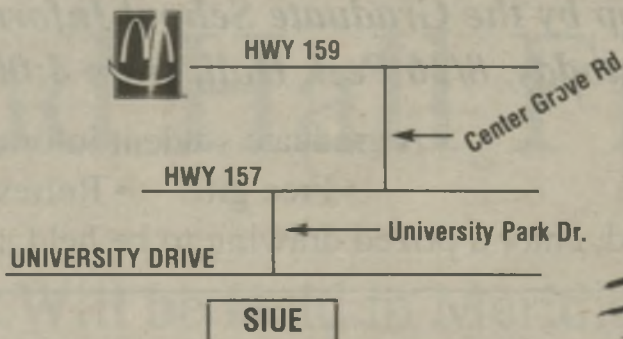 HWY 159
Center Grove Rd
HWY 157
University Park Dr.
UNIVERSITY DRIVE
SIUE